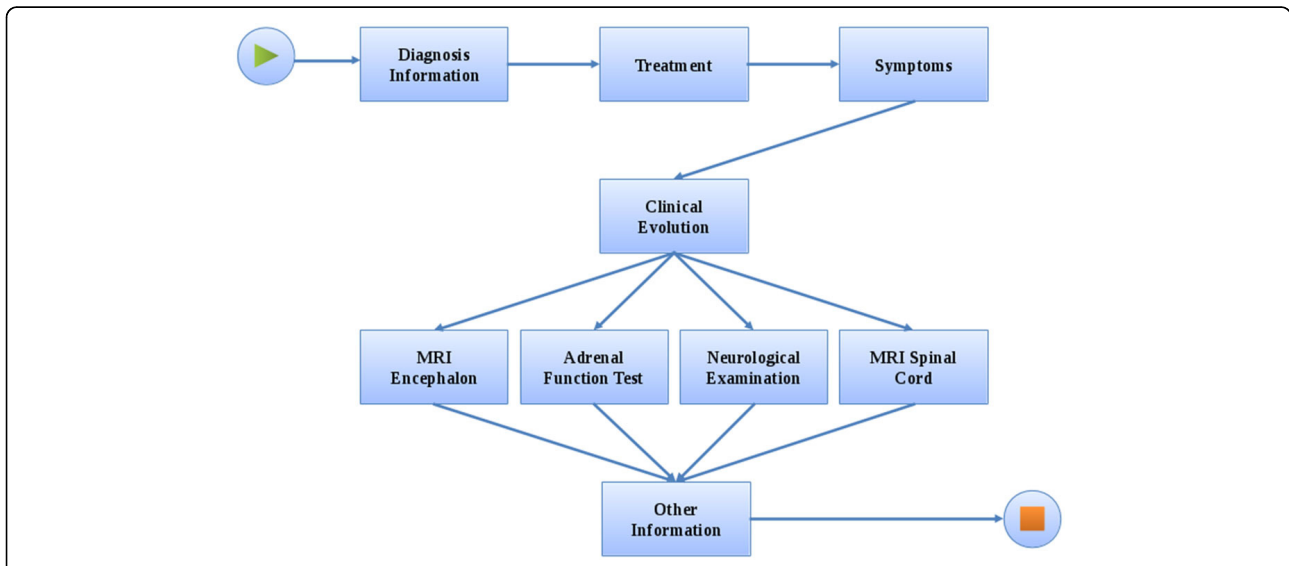 Diagnosis
Information
Treatment
Symptoms
Clinical
Evolution
MRI
Encephalon
Adrenal
Function Test
Neurological
Examination
MRI Spinal
Cord
Other
Information